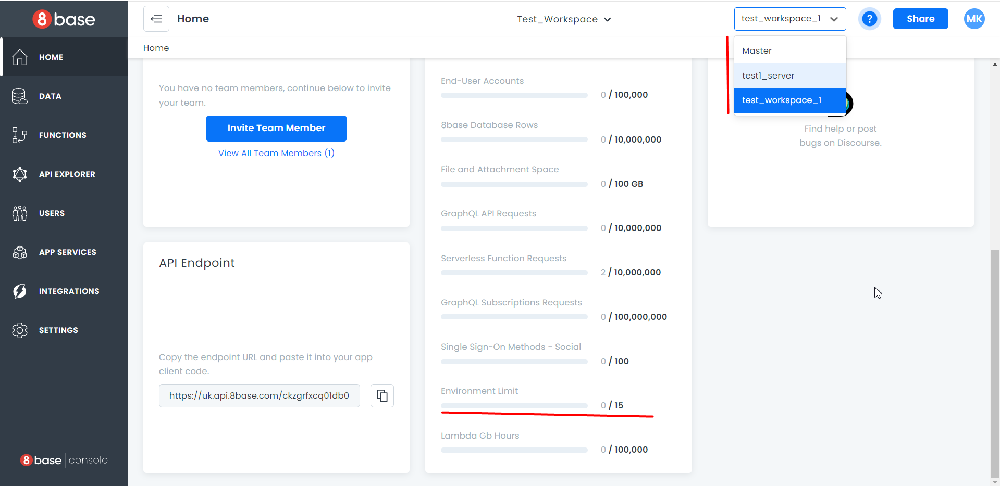 8base
HOME
DATA
FUNCTIONS
API EXPLORER
USERS
APP SERVICES
INTEGRATIONS
SETTINGS
8base console
Home
Test_Workspace
test_workspace_1
?
Share
MK
Home
Master
test1_server
test_workspace_1
You have no team members, continue below to invite
your team.
Invite Team Member
View All Team Members (1)
API Endpoint
Copy the endpoint URL and paste it into your app
client code.
https://uk.api.8base.com/ckzgrfxcq01db0
End-User Accounts
0 / 100,000
8base Database Rows
0 / 10,000,000
File and Attachment Space
0 / 100 GB
GraphQL API Requests
0 / 10,000,000
Serverless Function Requests
2 / 10,000,000
GraphQL Subscriptions Requests
0 / 100,000,000
Single Sign-On Methods - Social
0 / 100
Environment Limit
0 / 15
Lambda Gb Hours
0 / 100,000
Find help or post
bugs on Discourse.